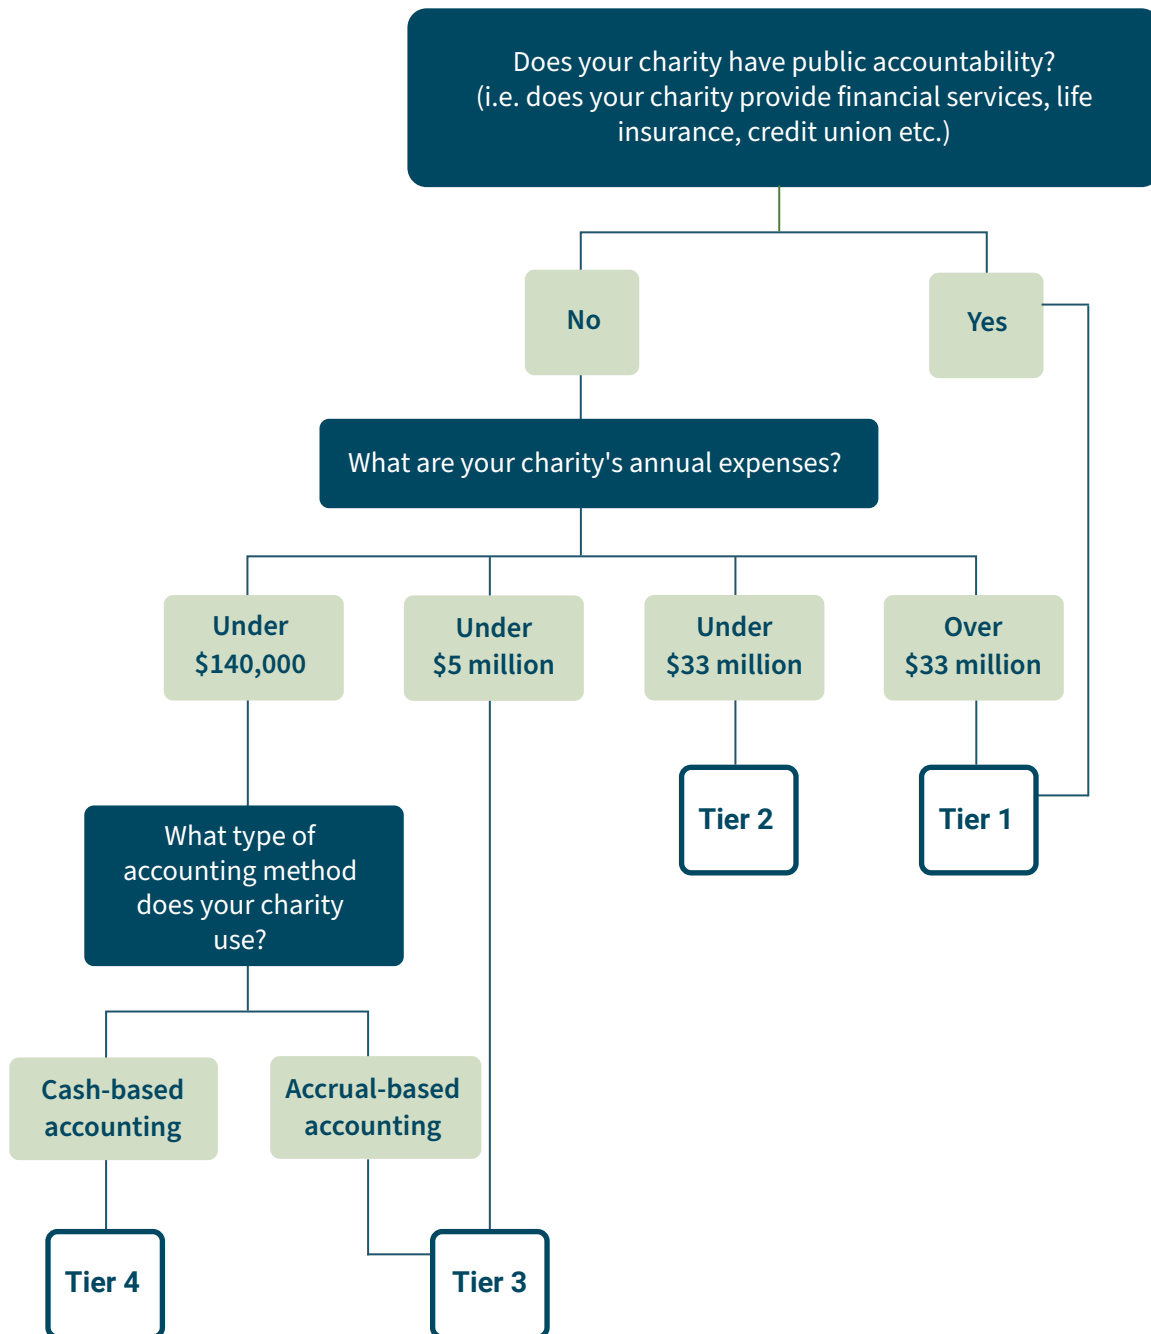 Does your charity have public accountability?
(i.e. does your charity provide financial services, life
insurance, credit union etc.)
No
Yes
What are your charity's annual expenses?
Under
$140,000
Under
$5 million
Under
$33 million
Over
$33 million
Tier 2
Tier 1
What type of
accounting method
does your charity
use?
Cash-based
accounting
Accrual-based
accounting
Tier 4
Tier 3